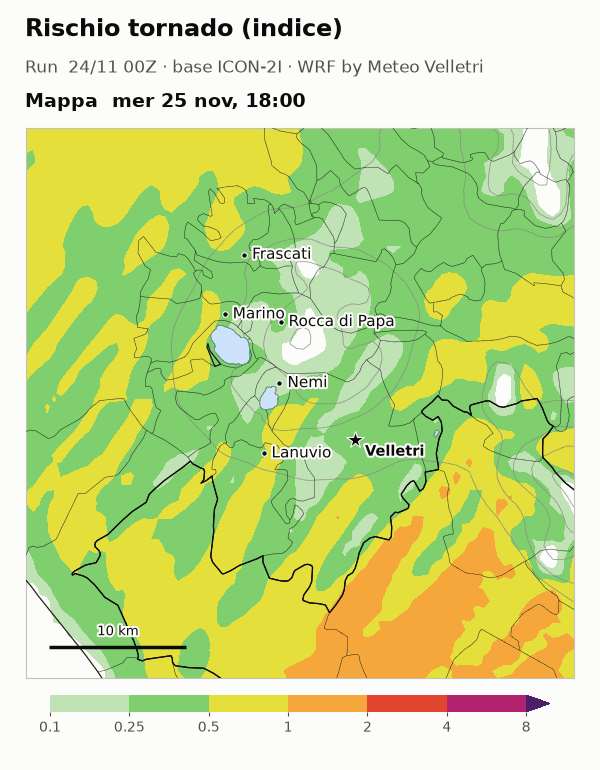 Rischio tornado (indice)
Run 24/11 00Z · base ICON-2I · WRF by Meteo Velletri
Mappa mer 25 nov, 18:00
Frascati
Marino
Rocca di Papa
Nemi
Velletri
Lanuvio
10 km
0.1 0.25 0.5 1 2 4 8